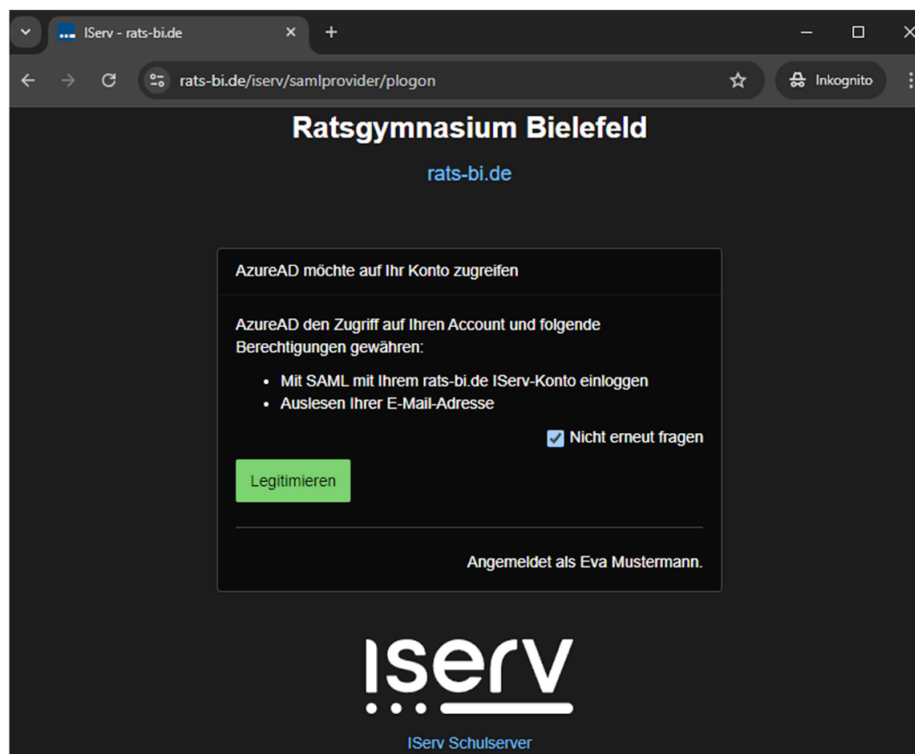 IServ - rats-bi.de
rats-bi.de/iserv/samlprovider/plogon
Inkognito
Ratsgymnasium Bielefeld
rats-bi.de
AzureAD möchte auf Ihr Konto zugreifen
AzureAD den Zugriff auf Ihren Account und folgende
Berechtigungen gewähren:
• Mit SAML mit Ihrem rats-bi.de IServ-Konto einloggen
• Auslesen Ihrer E-Mail-Adresse
Nicht erneut fragen
Legitimieren
Angemeldet als Eva Mustermann.
Iserv
IServ Schulserver